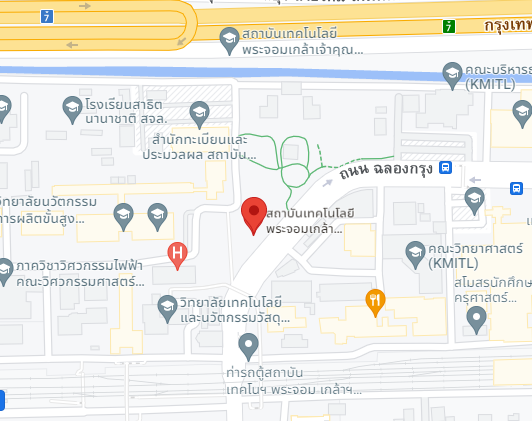 7
7
กรุงเทพ
สถาบันเทคโนโลยี
พระจอมเกล้าเจ้าคุณ...
คณะบริหารธ
(KMITL)
โรงเรียนสาธิต
นานาชาติ สจล.
สำนักทะเบียนและ
ประมวลผล สถาบัน...
ถนน ฉลองกรุง
วิทยาลัยนวัตกรรม
การผลิตขั้นสูง...
สถาบันเทคโนโลยี
พระจอมเกล้า...
H
คณะวิทยาศาสตร์
(KMITL)
ภาควิชาวิศวกรรมไฟฟ้า
คณะวิศวกรรมศาสตร์...
สโมสรนักศึกษ
ครุศาสตร์...
วิทยาลัยเทคโนโลยี
และนวัตกรรมวัสดุ...
ท่ารถตู้สถาบัน
เทคโนฯ พระจอม เกล้าฯ...